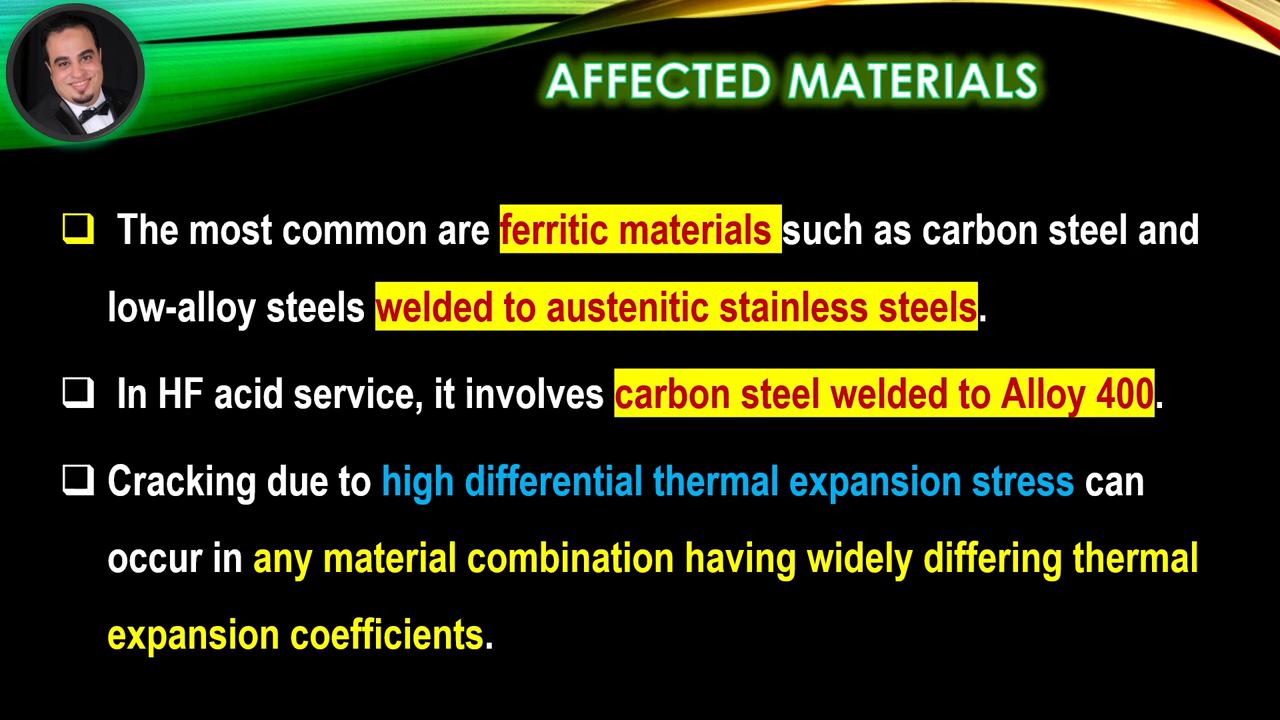 AFFECTED MATERIALS
The most common are ferritic materials such as carbon steel and
low-alloy steels welded to austenitic stainless steels.
In HF acid service, it involves carbon steel welded to Alloy 400.
Cracking due to high differential thermal expansion stress can
occur in any material combination having widely differing thermal
expansion coefficients.